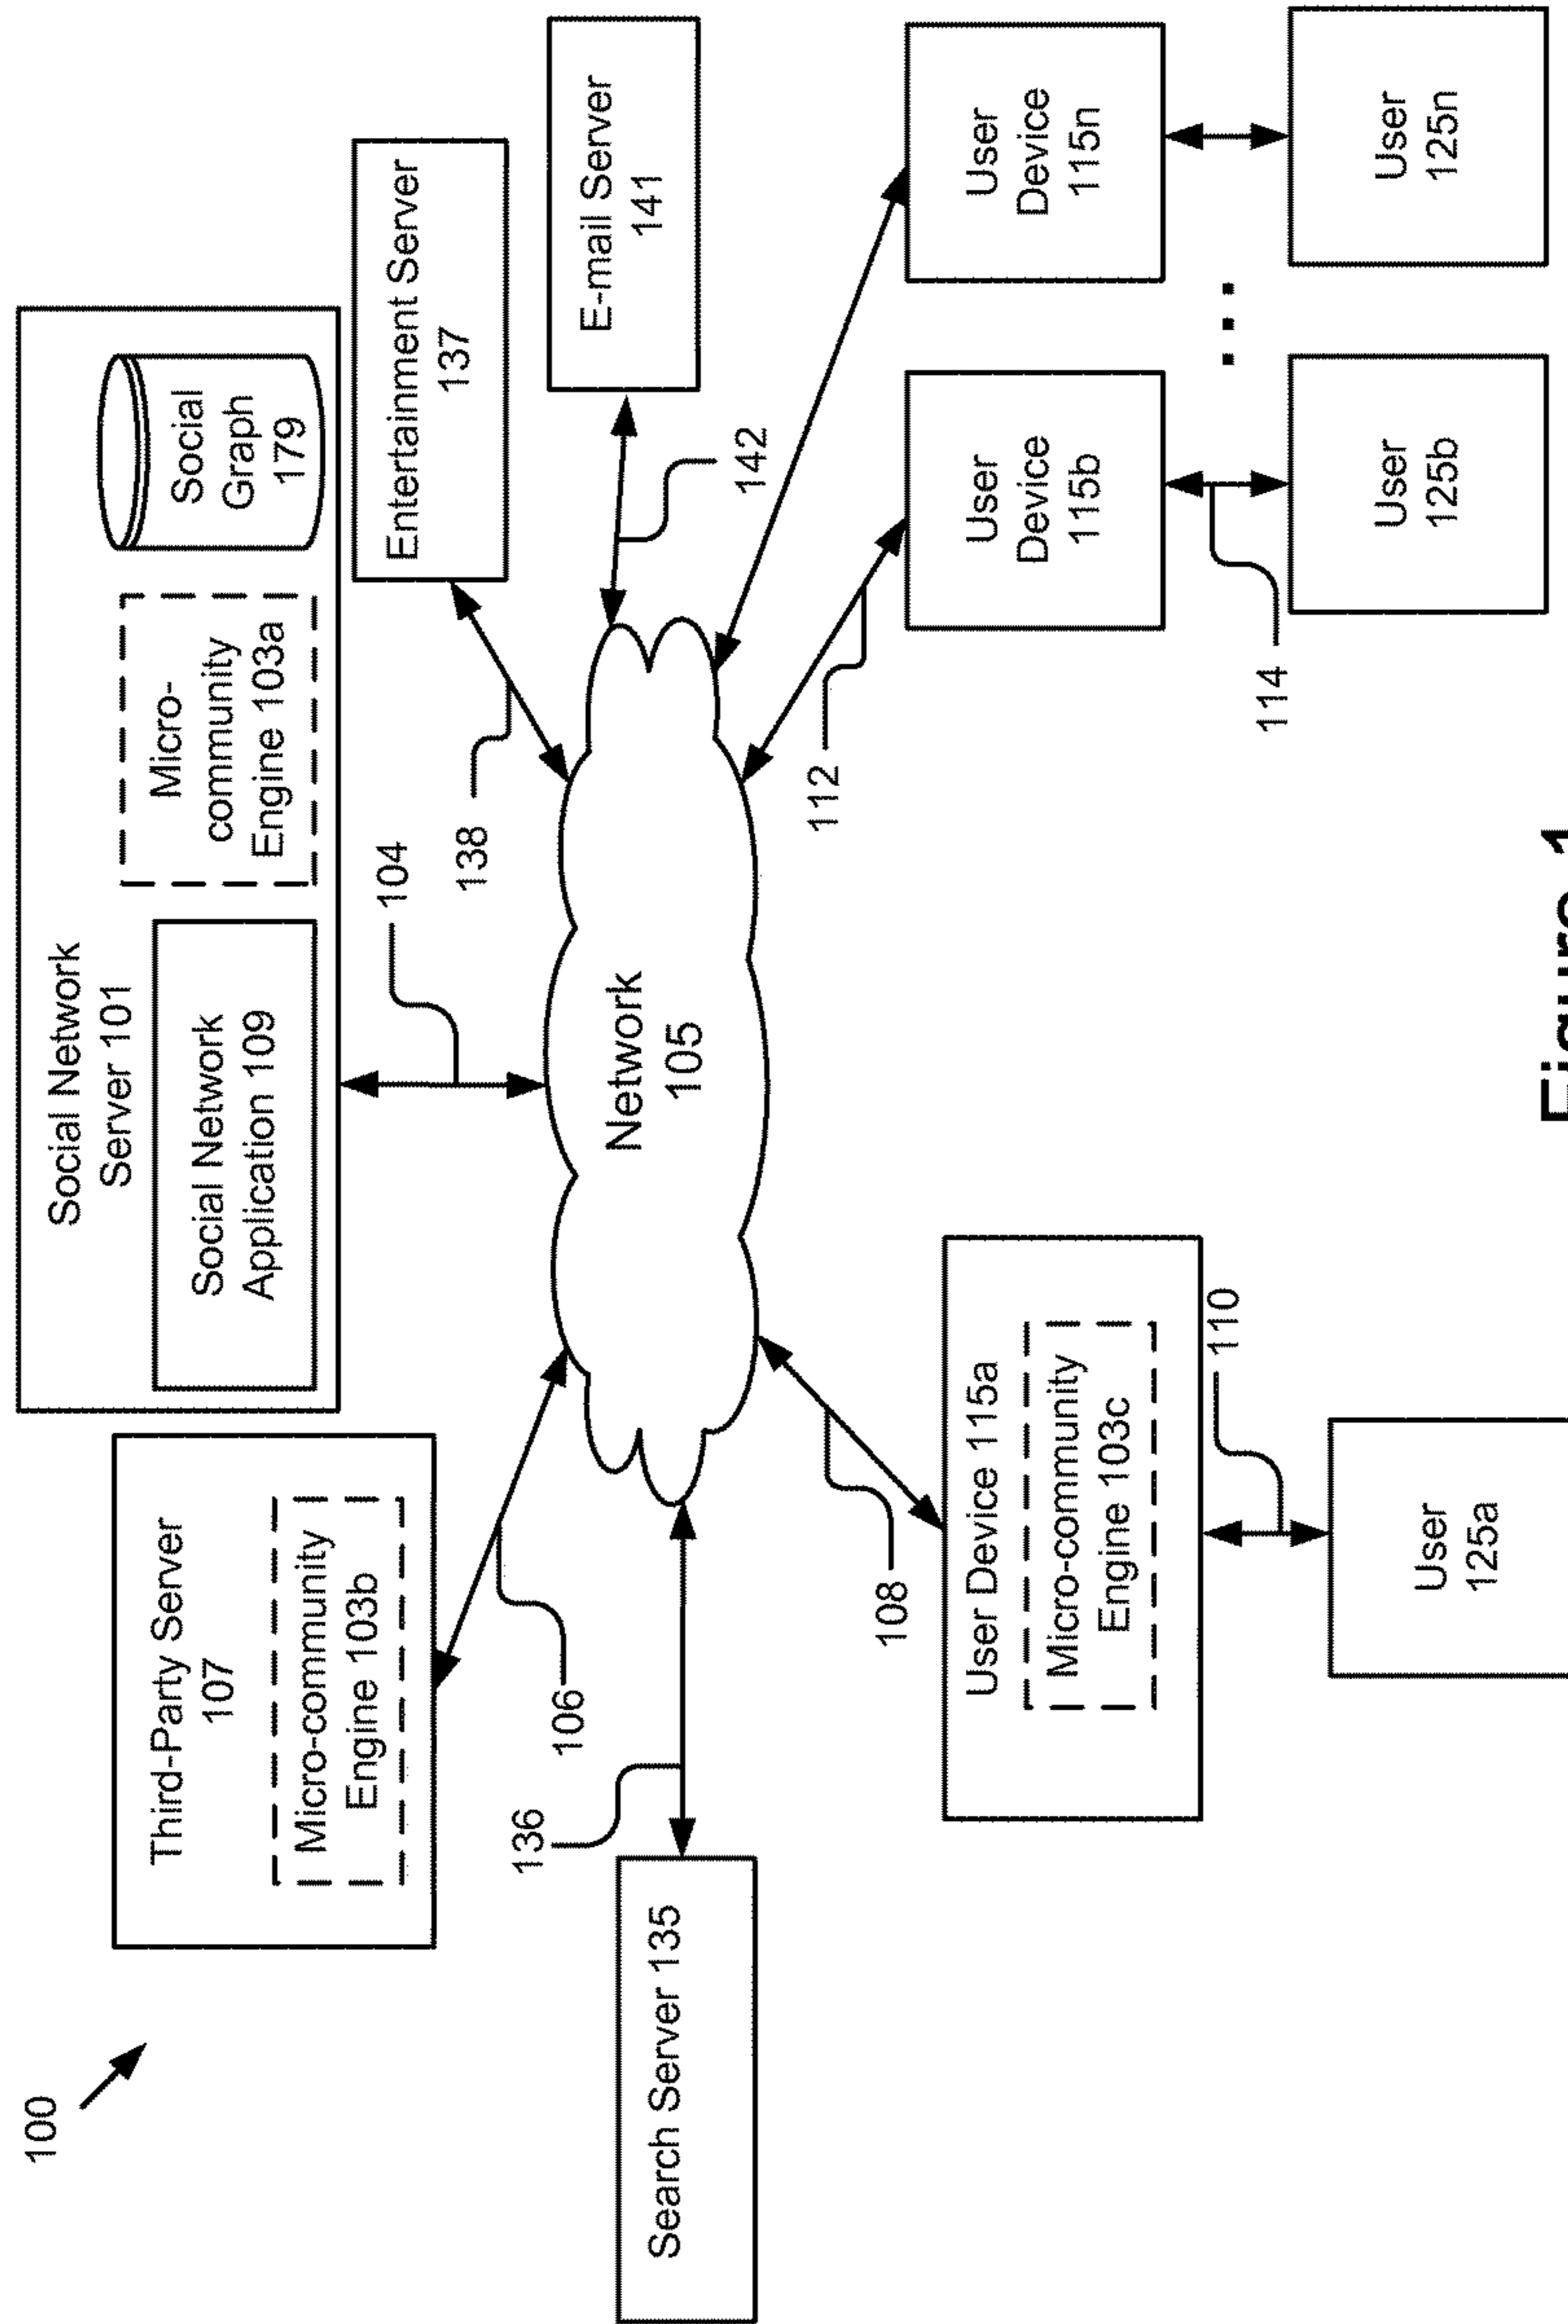 100
Social Network
Server 101
Social Network
Application 109
Micro-
community
Engine 103a
Social
Graph
179
Third-Party Server
107
Micro-community
Engine 103b
104
138
Entertainment Server
137
106
136
Search Server 135
Network
105
142
E-mail Server
141
108
112
User Device 115a
Micro-community
Engine 103c
User
Device
115b
User
Device
115n
110
114
...
User
125a
User
125b
User
125n
Figure 1